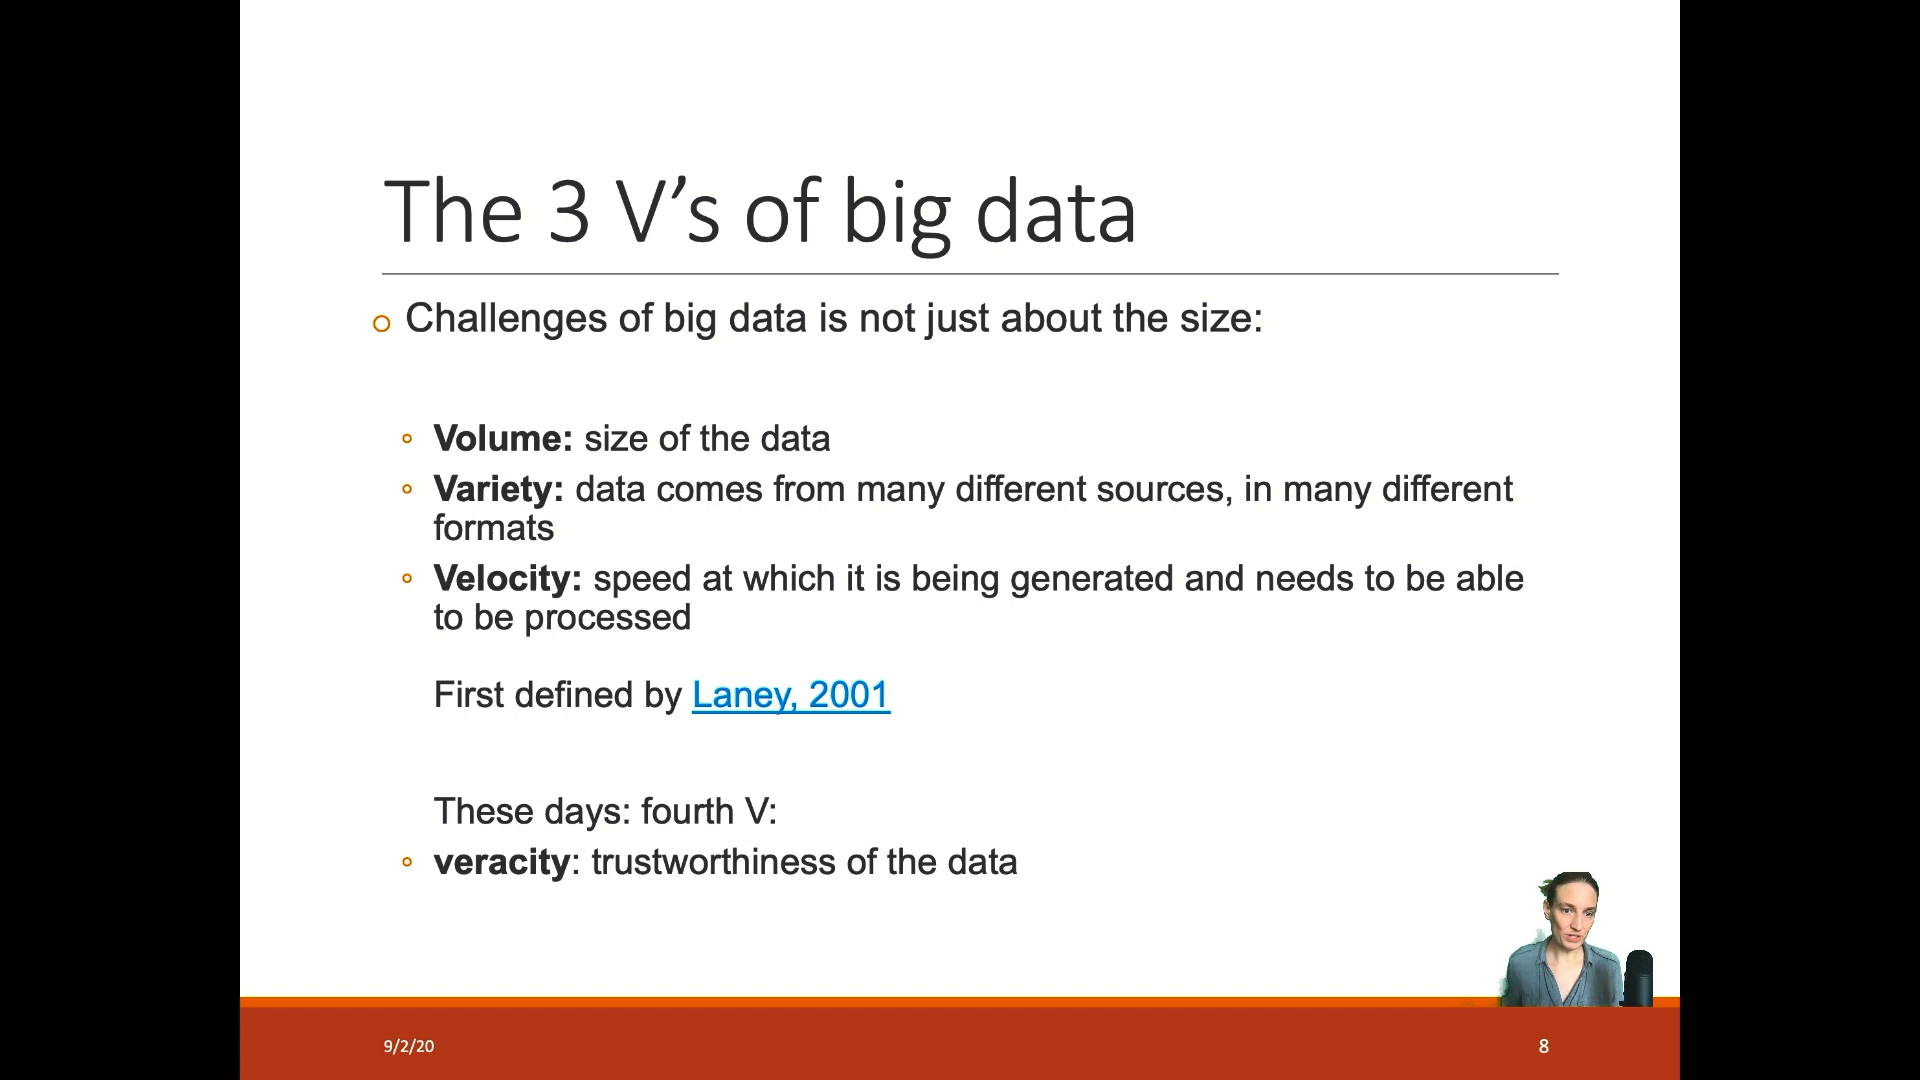 The 3 V’s of big data
Challenges of big data is not just about the size:
Volume: size of the data
Variety: data comes from many different sources, in many different
formats
Velocity: speed at which it is being generated and needs to be able
to be processed
First defined by Laney, 2001
These days: fourth V:
veracity: trustworthiness of the data
9/2/20
8